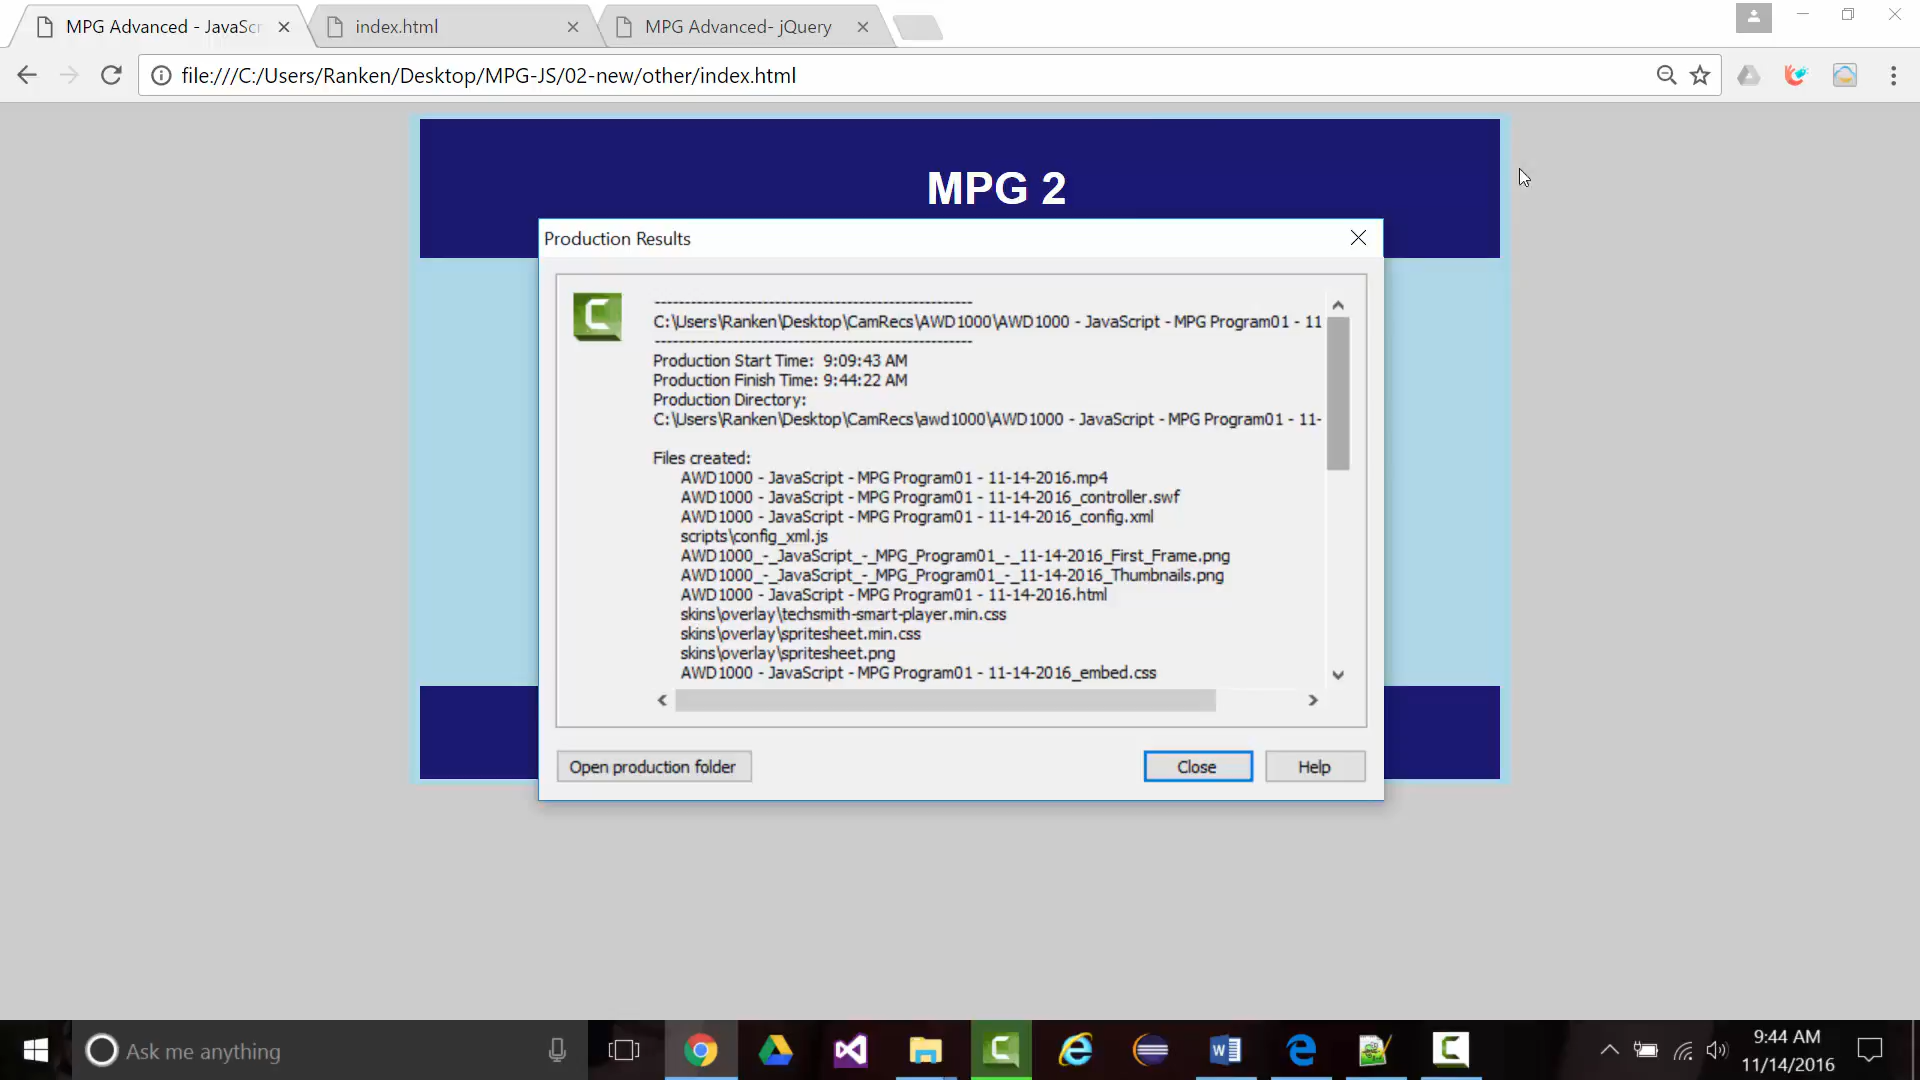 MPG Advanced - JavaScr
index.html
MPG Advanced- jQuery
file:///C:/Users/Ranken/Desktop/MPG-JS/02-new/other/index.html
MPG 2
Production Results
----------------------------------------------------
C:\Users\Ranken\Desktop\CamRecs\AWD1000\AWD1000 - JavaScript - MPG Program01 - 11
----------------------------------------------------
Production Start Time: 9:09:43 AM
Production Finish Time: 9:44:22 AM
Production Directory:
C:\Users\Ranken\Desktop\CamRecs\awd1000\AWD1000 - JavaScript - MPG Program01 - 11-
Files created:
AWD1000 - JavaScript - MPG Program01 - 11-14-2016.mp4
AWD1000 - JavaScript - MPG Program01 - 11-14-2016_controller.swf
AWD1000 - JavaScript - MPG Program01 - 11-14-2016_config.xml
scripts\config_xml.js
AWD1000_-_JavaScript_-_MPG_Program01_-_11-14-2016_First_Frame.png
AWD1000_-_JavaScript_-_MPG_Program01_-_11-14-2016_Thumbnails.png
AWD1000 - JavaScript - MPG Program01 - 11-14-2016.html
skins\overlay\techsmith-smart-player.min.css
skins\overlay\spritesheet.min.css
skins\overlay\spritesheet.png
AWD1000 - JavaScript - MPG Program01 - 11-14-2016_embed.css
Open production folder
Close
Help
Ask me anything
9:44 AM
11/14/2016